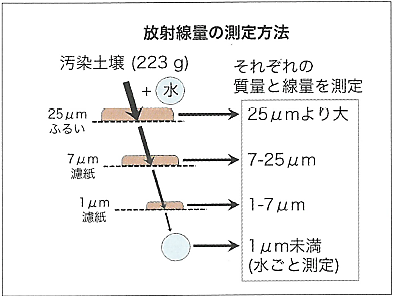 放射線量の測定方法
汚染土壌 (223 g)
+ 水
それぞれの
質量と線量を測定
25μm
ふるい
25μmより大
7μm
濾紙
7-25μm
1μm
濾紙
1-7μm
1μm未満
(水ごと測定)